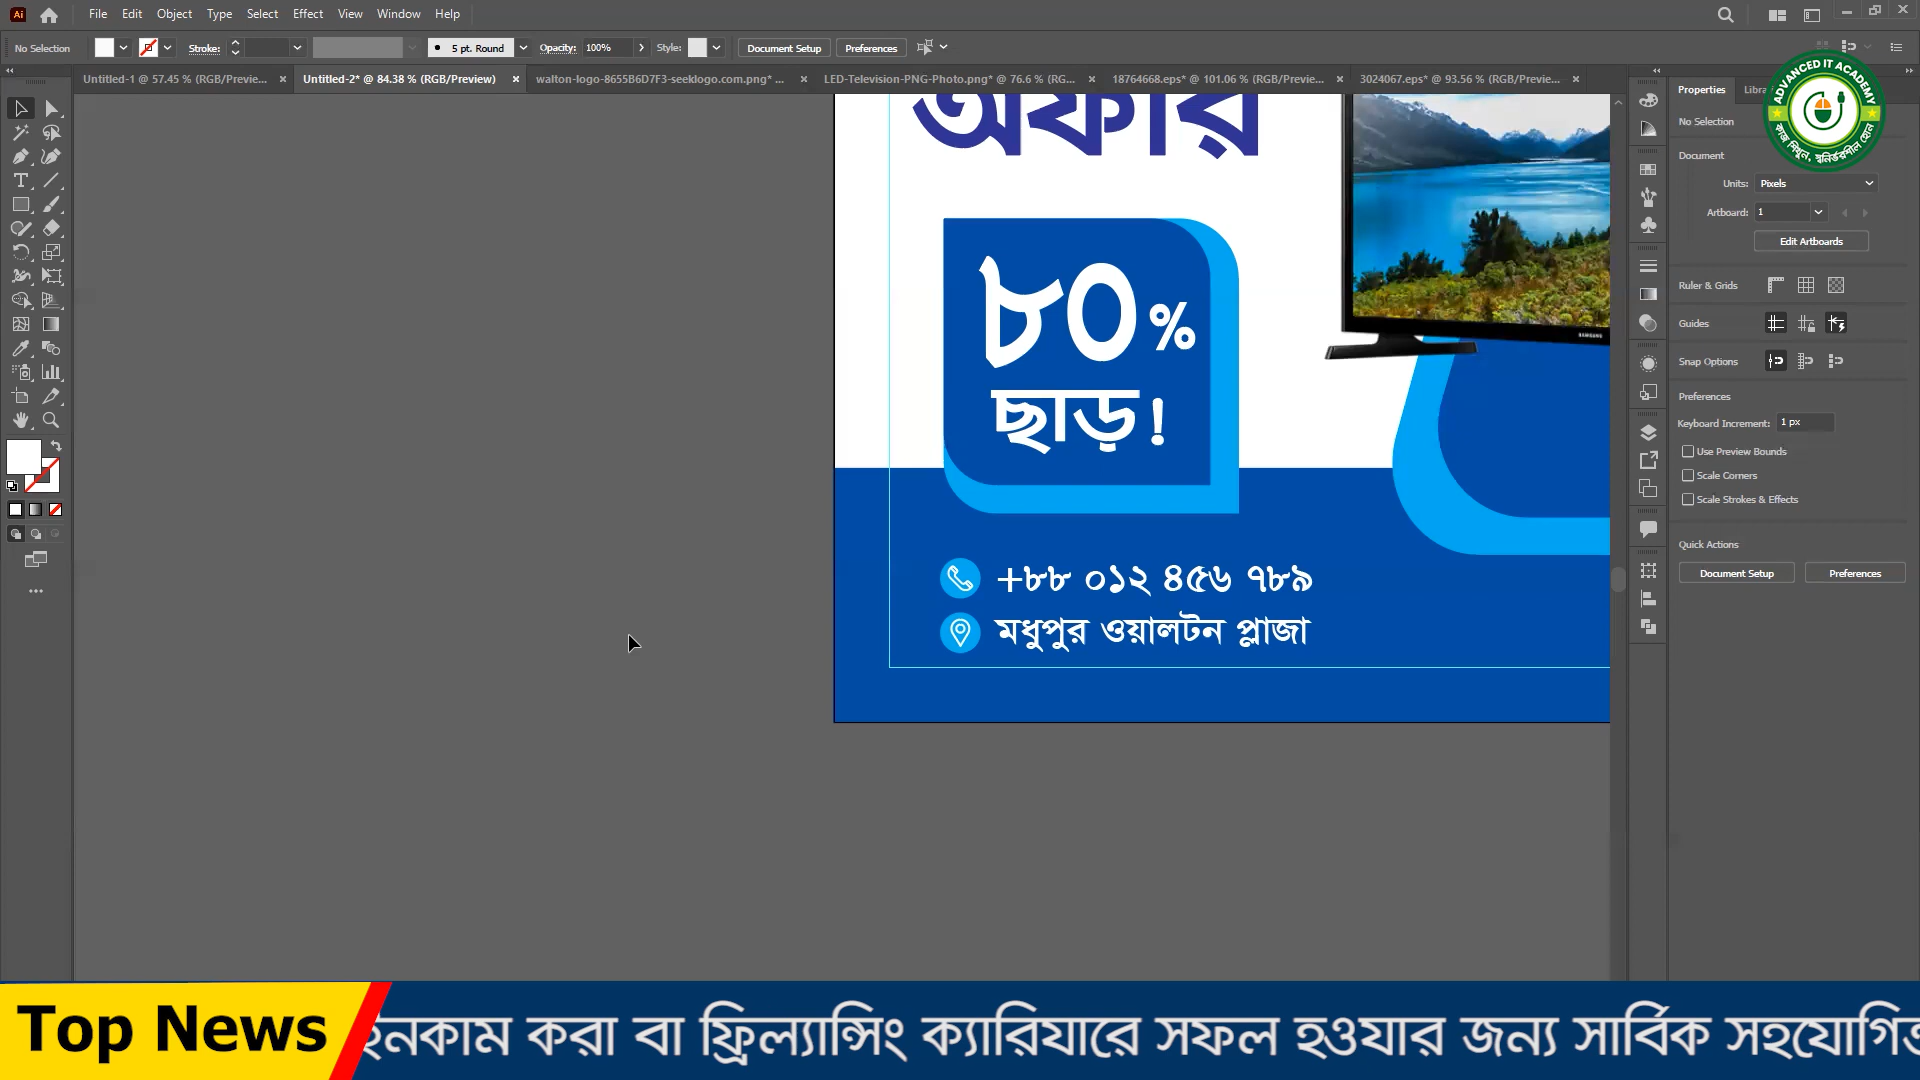 File Edit Object Type Select Effect View Window Help
No Selection Stroke: 5 pt. Round Opacity: 100% Style: Document Setup Preferences
Untitled-1 @ 57.45 % (RGB/Previe... Untitled-2* @ 84.38 % (RGB/Preview) walton-logo-8655B6D7F3-seeklogo.com.png* ... LED-Television-PNG-Photo.png* @ 76.6 % (RG... 18764668.eps* @ 101.06 % (RGB/Previe... 3024067.eps* @ 93.56 % (RGB/Previe...
Properties
ADVANCED IT ACADEMY
কাজ শিখুন, স্বনির্ভরশীল হোন
No Selection
Document
Units: Pixels
Artboard: 1
Edit Artboards
Ruler & Grids
Guides
Snap Options
Preferences
Keyboard Increment: 1 px
Use Preview Bounds
Scale Corners
Scale Strokes & Effects
Quick Actions
Document Setup Preferences
অফার
SAMSUNG
৮০%
ছাড়!
+৮৮ ০১২ ৪৫৬ ৭৮৯
মধুপুর ওয়ালটন প্লাজা
Top News
ইনকাম করা বা ফ্রিল্যান্সিং ক্যারিয়ারে সফল হওযার জন্য সার্বিক